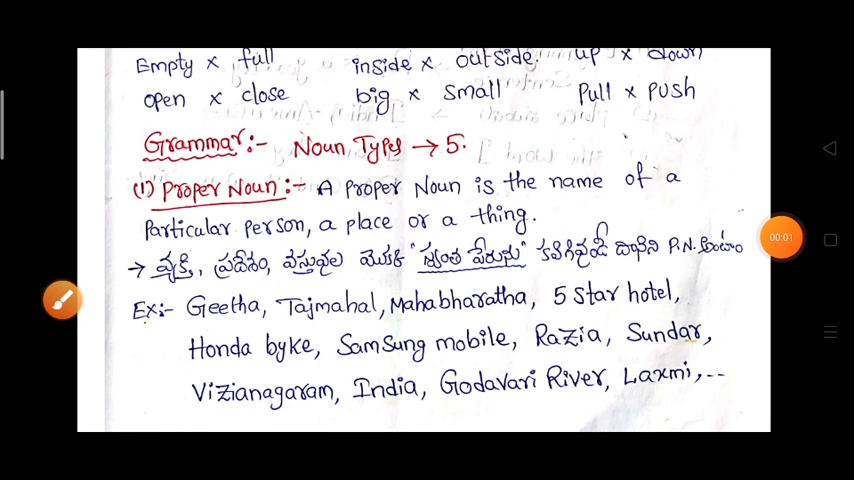 Empty x full inside x outside. up x down
open x close big x small Pull x push
Grammar:- Noun Types → 5.
(1) Proper Noun :- A Proper Noun is the name of a
Particular person, a place or a thing.
→ వ్యక్తి, ప్రదేశం, వస్తువుల యొక్క "స్వంత పేరును" కలిగివుండే దానిని P.N. అంటాం
Ex:- Geetha, Tajmahal, Mahabharatha, 5 Star hotel,
Honda byke, Samsung mobile, Razia, Sundar,
Vizianagaram, India, Godavari River, Laxmi,--
00:01